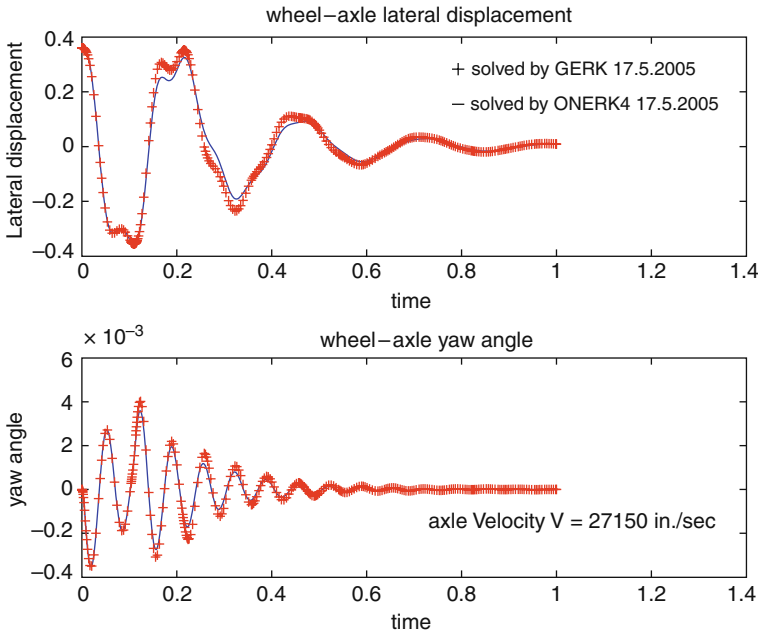 wheel–axle lateral displacement
0.4
0.2
0
−0.2
−0.4
Lateral displacement
+ solved by GERK 17.5.2005
− solved by ONERK4 17.5.2005
0 0.2 0.4 0.6 0.8 1 1.2 1.4
time
× 10−3
wheel–axle yaw angle
6
4
2
0
−0.2
−0.4
yaw angle
axle Velocity V = 27150 in./sec
0 0.2 0.4 0.6 0.8 1 1.2 1.4
time